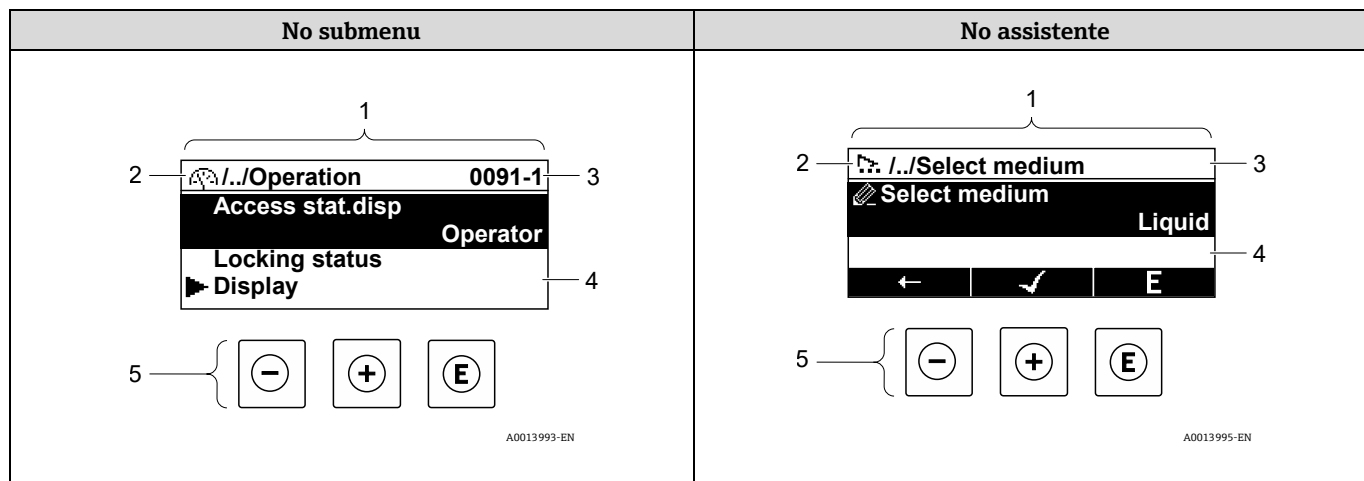 No submenu
No assistente
1
2
/../Operation 0091-1
3
Access stat.disp
Operator
Locking status
Display
4
5
- + E
A0013993-EN
1
2
/../Select medium
3
Select medium
Liquid
4
← ✓ E
5
- + E
A0013995-EN